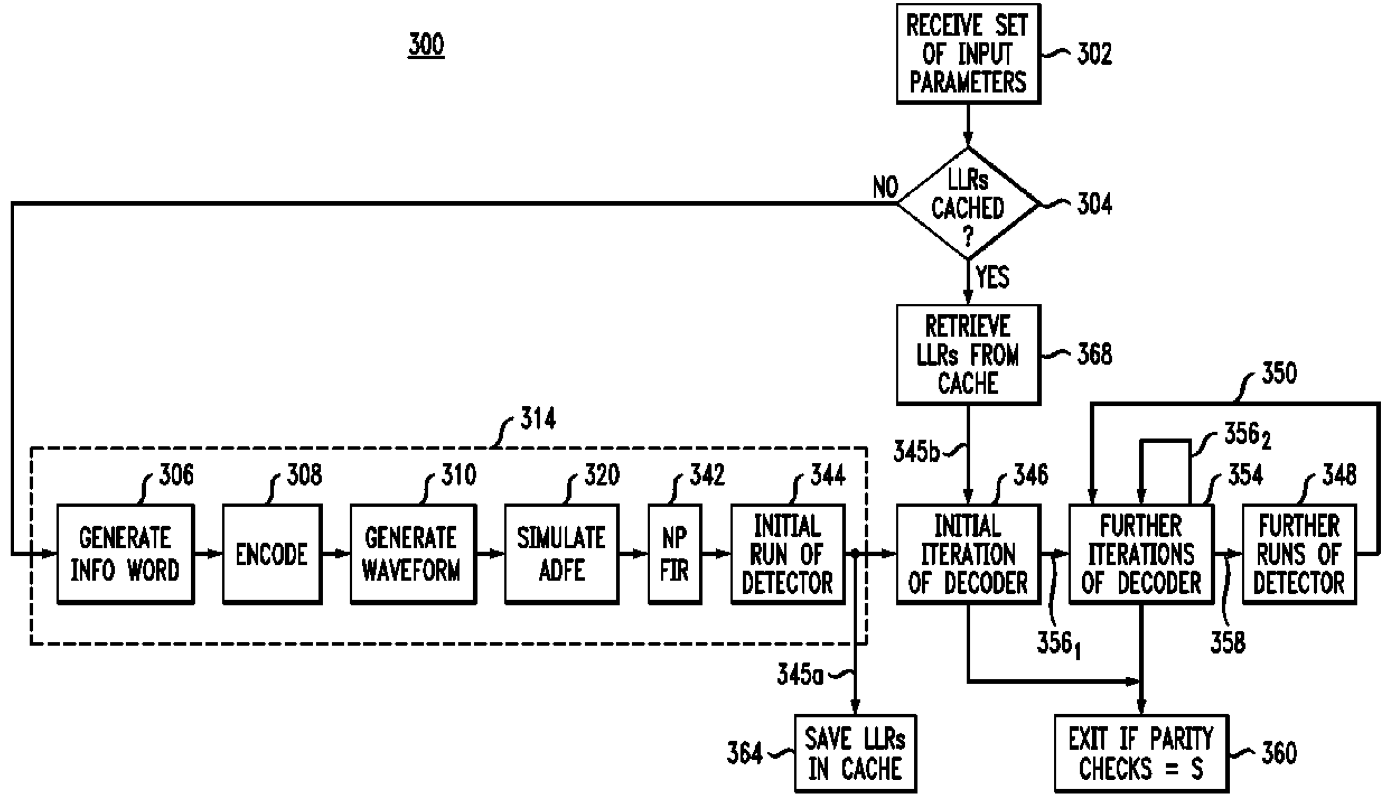 300
RECEIVE SET
OF INPUT
PARAMETERS
302
LLRs
CACHED
?
304
NO
YES
RETRIEVE
LLRs FROM
CACHE
368
345b
350
314
306
GENERATE
INFO WORD
308
ENCODE
310
GENERATE
WAVEFORM
320
SIMULATE
ADFE
342
NP
FIR
344
INITIAL
RUN OF
DETECTOR
346
INITIAL
ITERATION
OF DECODER
356₂
354
FURTHER
ITERATIONS
OF DECODER
348
FURTHER
RUNS OF
DETECTOR
356₁
358
345a
364
SAVE LLRs
IN CACHE
EXIT IF PARITY
CHECKS = S
360